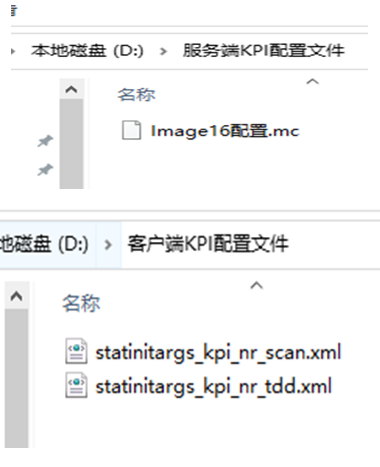 本地磁盘 (D:) › 服务端KPI配置文件
名称
Image16配置.mc
地磁盘 (D:) › 客户端KPI配置文件
名称
statinitargs_kpi_nr_scan.xml
statinitargs_kpi_nr_tdd.xml